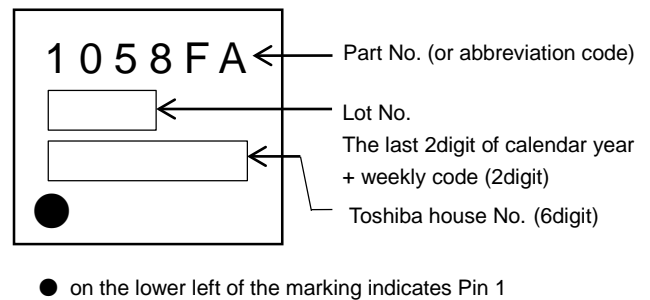 1058FA
Part No. (or abbreviation code)
Lot No.
The last 2digit of calendar year
+ weekly code (2digit)
Toshiba house No. (6digit)
● on the lower left of the marking indicates Pin 1